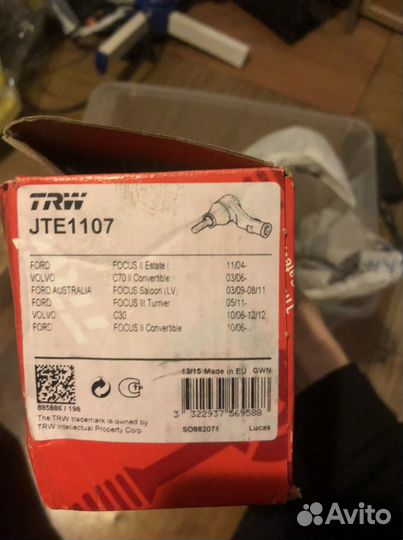 TRW
JTE1107
FORD FOCUS II Estate ( 11/04-
VOLVO C70 II Convertible 03/06-
FORD AUSTRALIA FOCUS Saloon (LV) 03/09-08/11
FORD FOCUS III Turnier 05/11-
VOLVO C30 10/06-12/12
FORD FOCUS II Convertible 10/06-
13/15 Made in EU GWN
885886 / 198
The TRW trademark is owned by
TRW Intellectual Property Corp
3 322937 569588
SO882071 Lucas
Avito